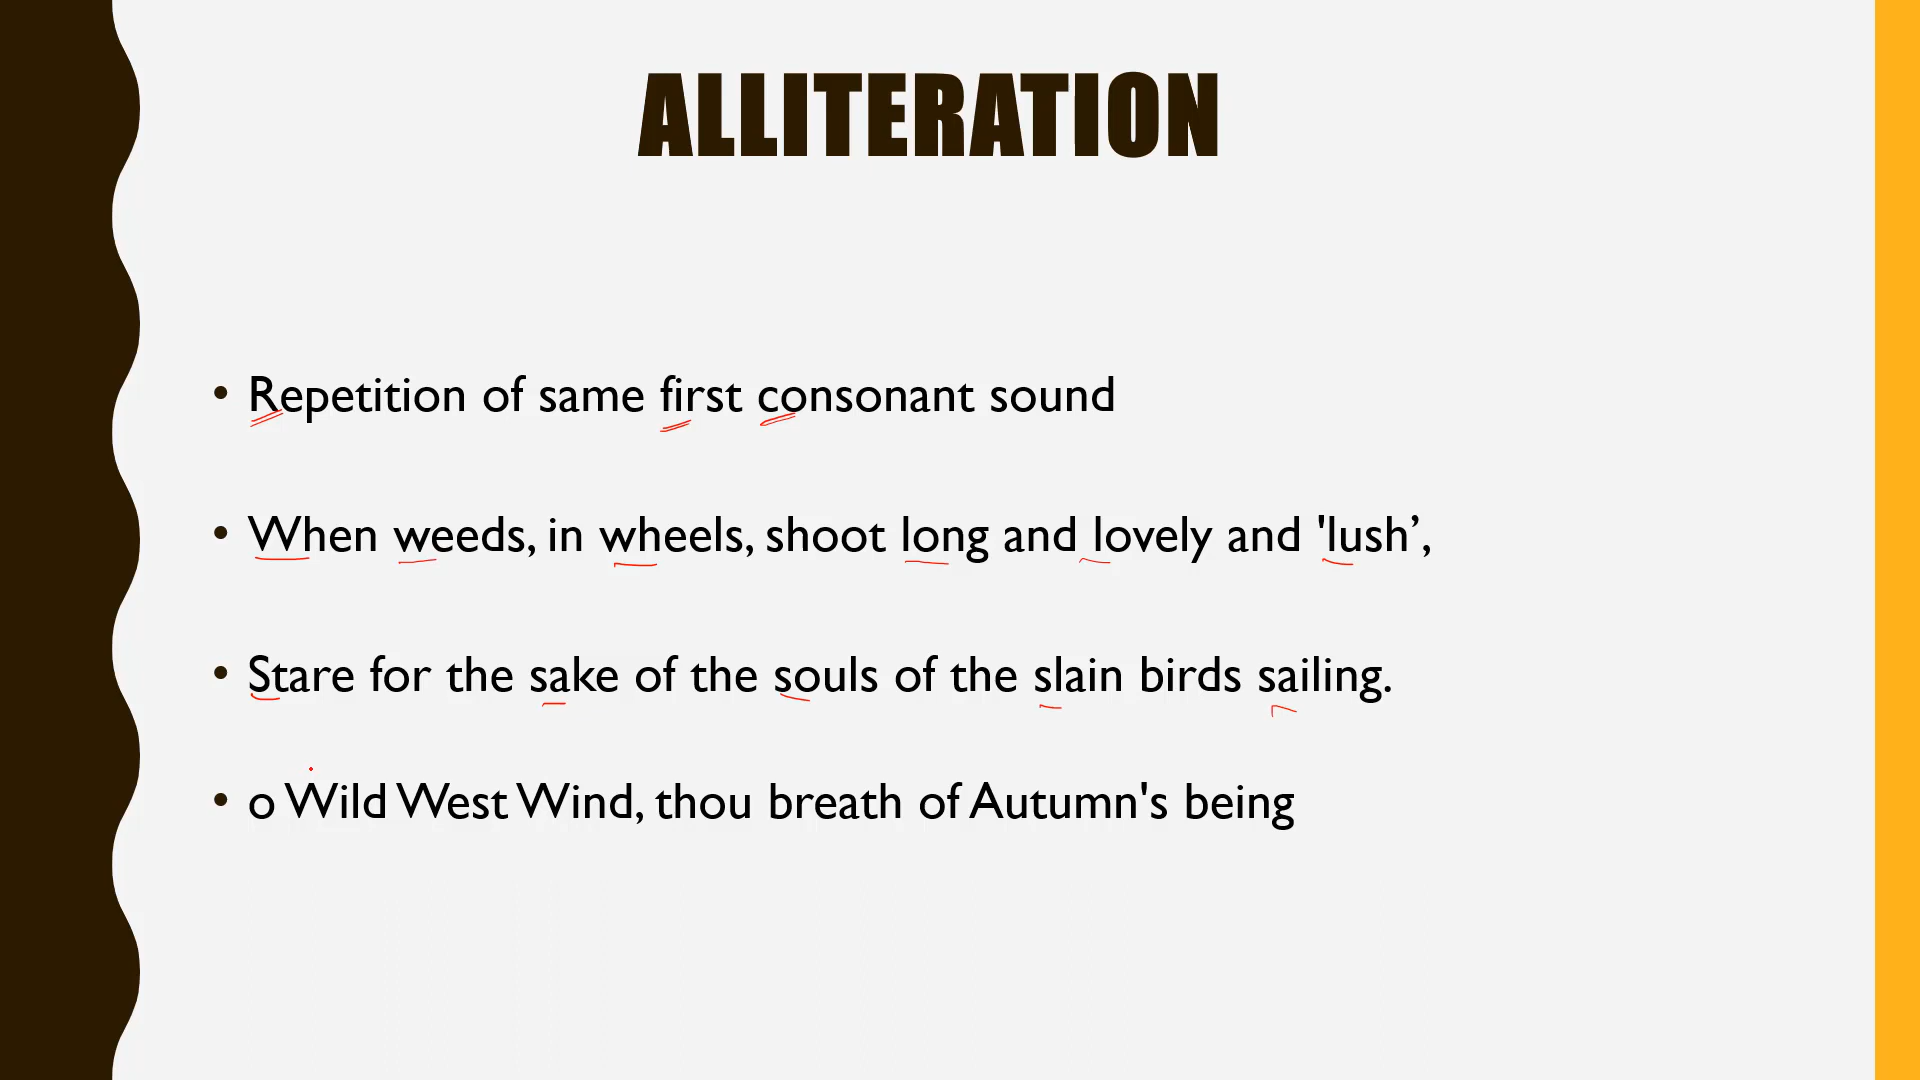 ALLITERATION
• Repetition of same first consonant sound
• When weeds, in wheels, shoot long and lovely and 'lush’,
• Stare for the sake of the souls of the slain birds sailing.
• o Wild West Wind, thou breath of Autumn's being